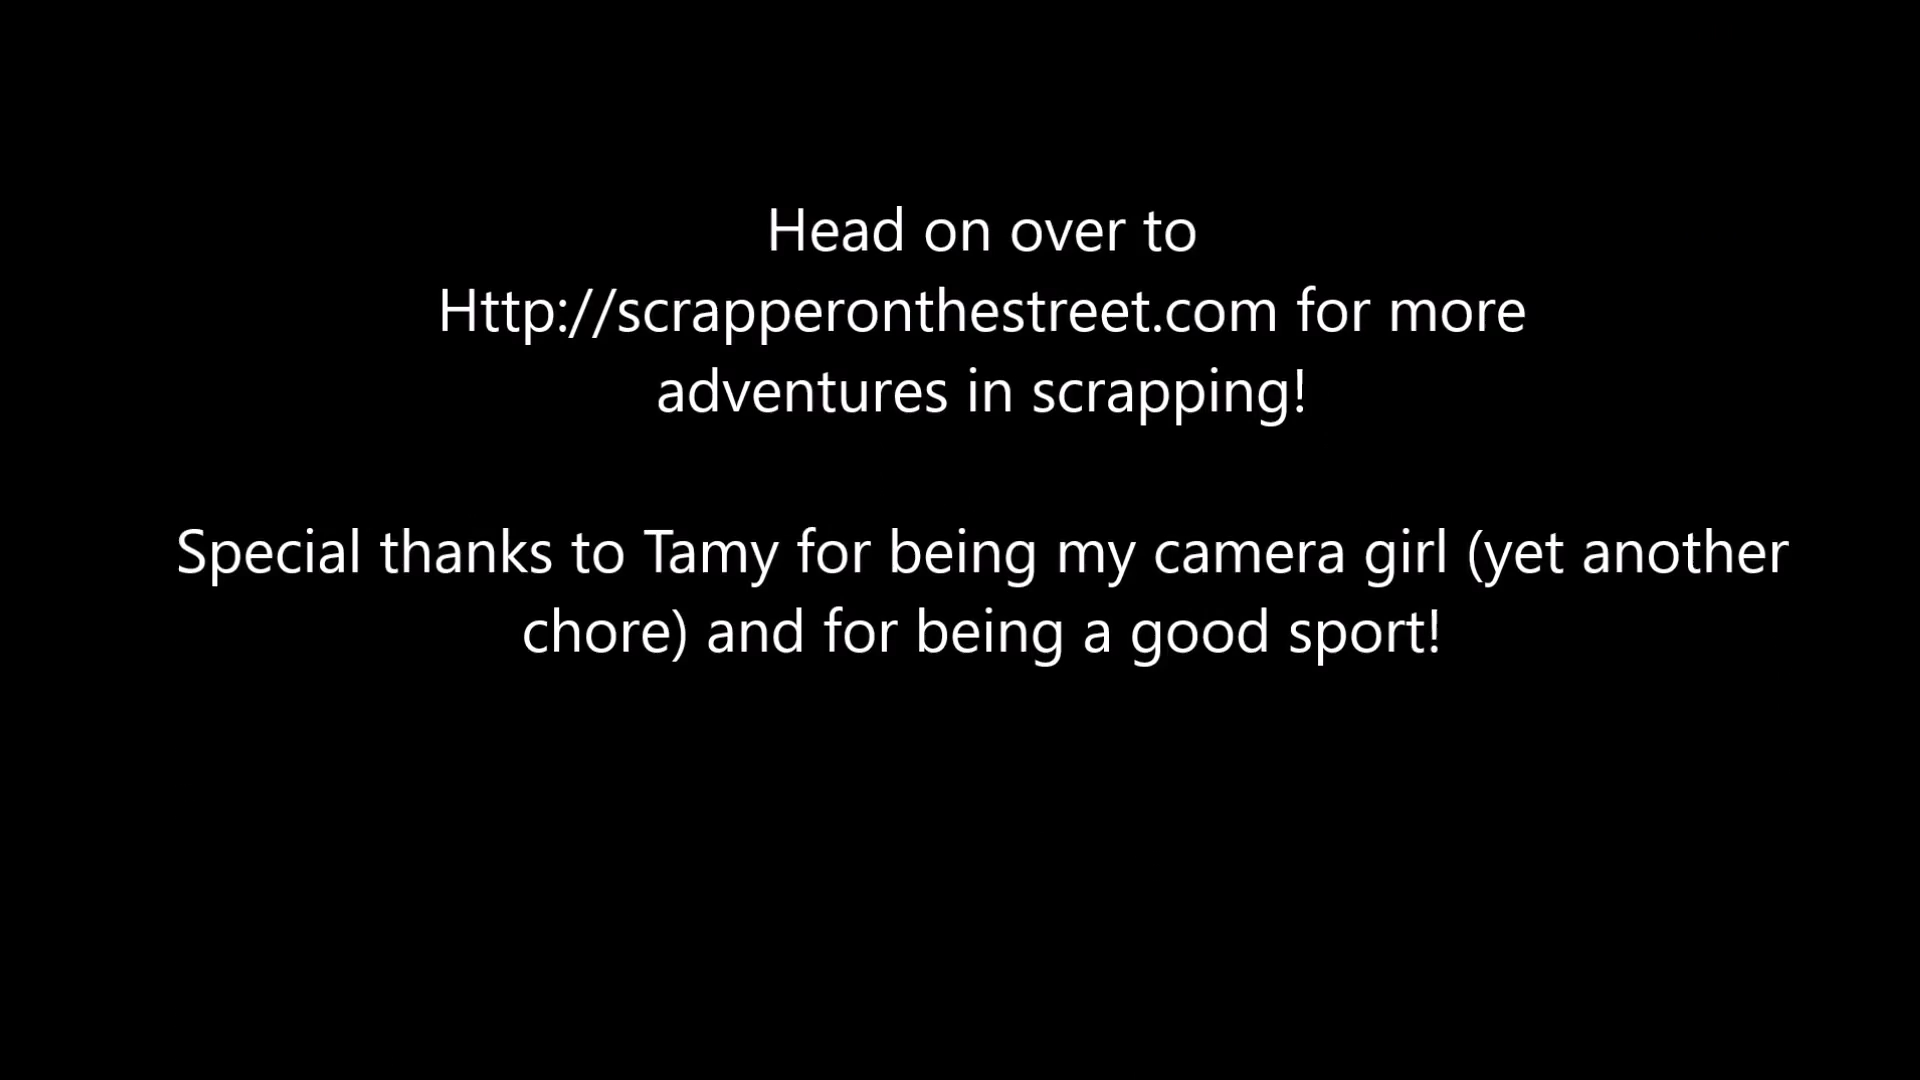 Head on over to
Http://scrapperonthestreet.com for more
adventures in scrapping!
Special thanks to Tamy for being my camera girl (yet another
chore) and for being a good sport!